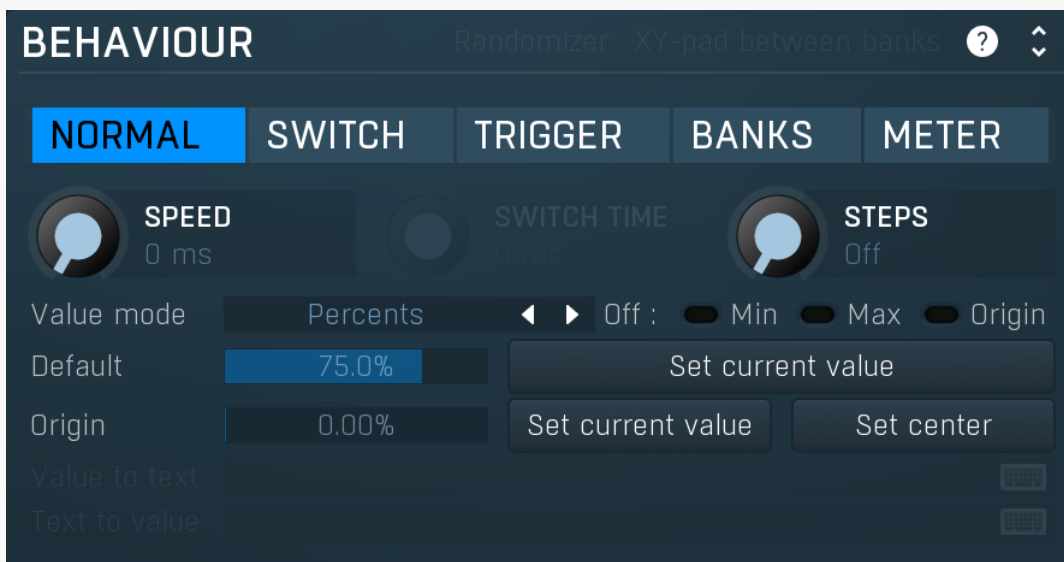 BEHAVIOUR Randomizer XY-pad between banks ?
NORMAL SWITCH TRIGGER BANKS METER
SPEED SWITCH TIME STEPS
0 ms 0 ms Off
Value mode Percents Off : Min Max Origin
Default 75.0% Set current value
Origin 0.00% Set current value Set center
Value to text
Text to value